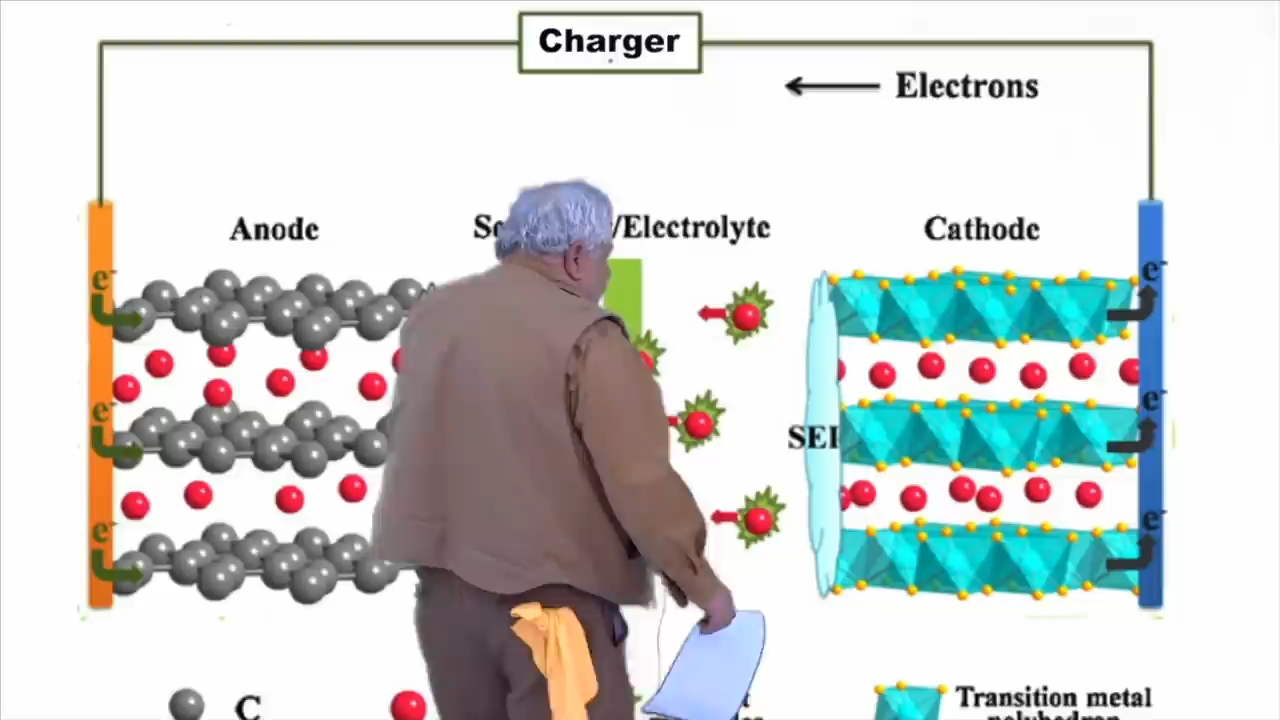 Charger
Electrons
Anode
/Electrolyte
Cathode
e-
e-
e-
e-
e-
e-
SEI
C
Transition metal